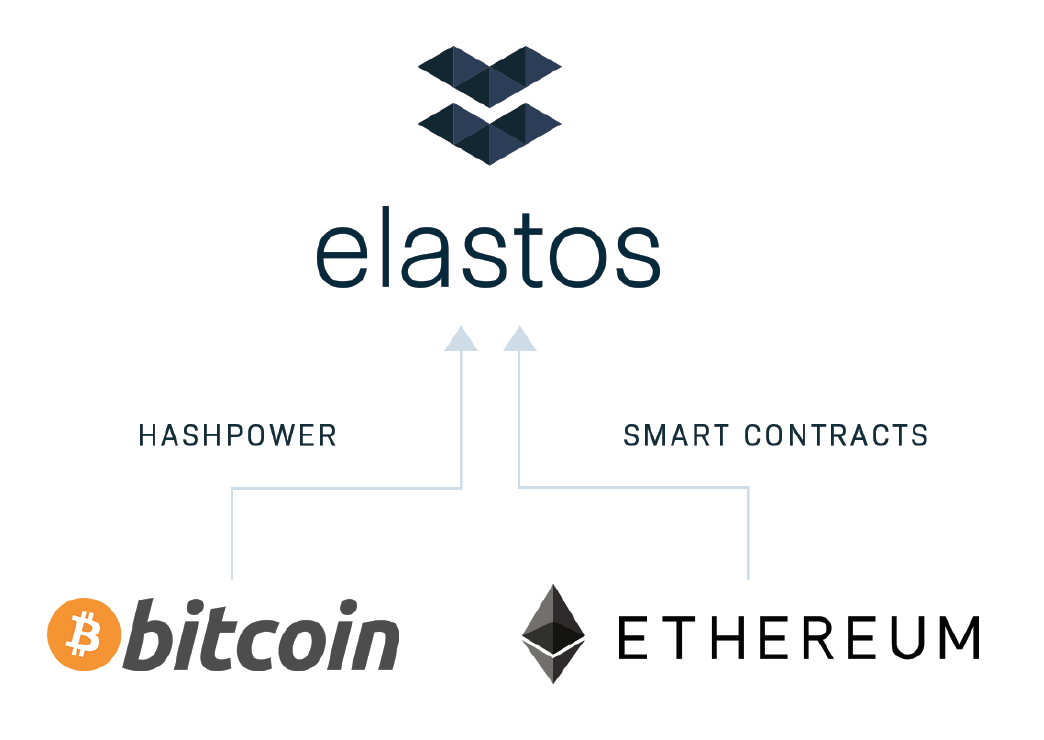 elastos
HASHPOWER
SMART CONTRACTS
bitcoin
ETHEREUM